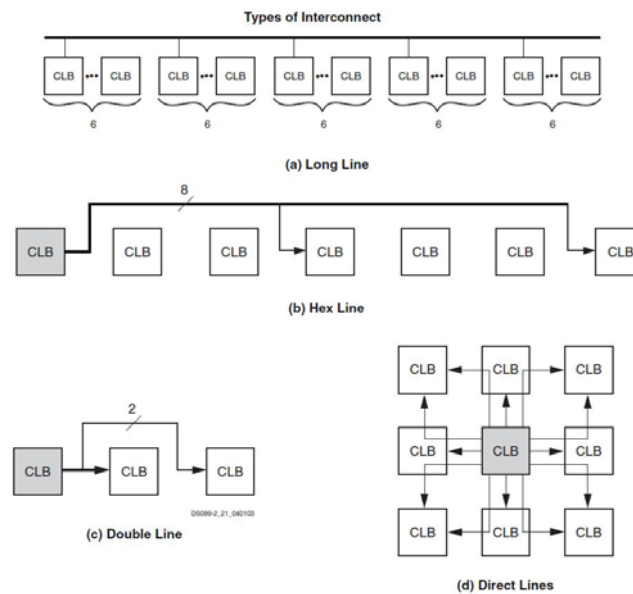 Types of Interconnect
CLB ••• CLB CLB ••• CLB CLB ••• CLB CLB ••• CLB CLB ••• CLB
6 6 6 6 6
(a) Long Line
8
CLB CLB CLB CLB CLB CLB CLB
(b) Hex Line
2
CLB CLB CLB
DS099-2_21_040103
(c) Double Line
CLB CLB CLB
CLB CLB CLB
CLB CLB CLB
(d) Direct Lines